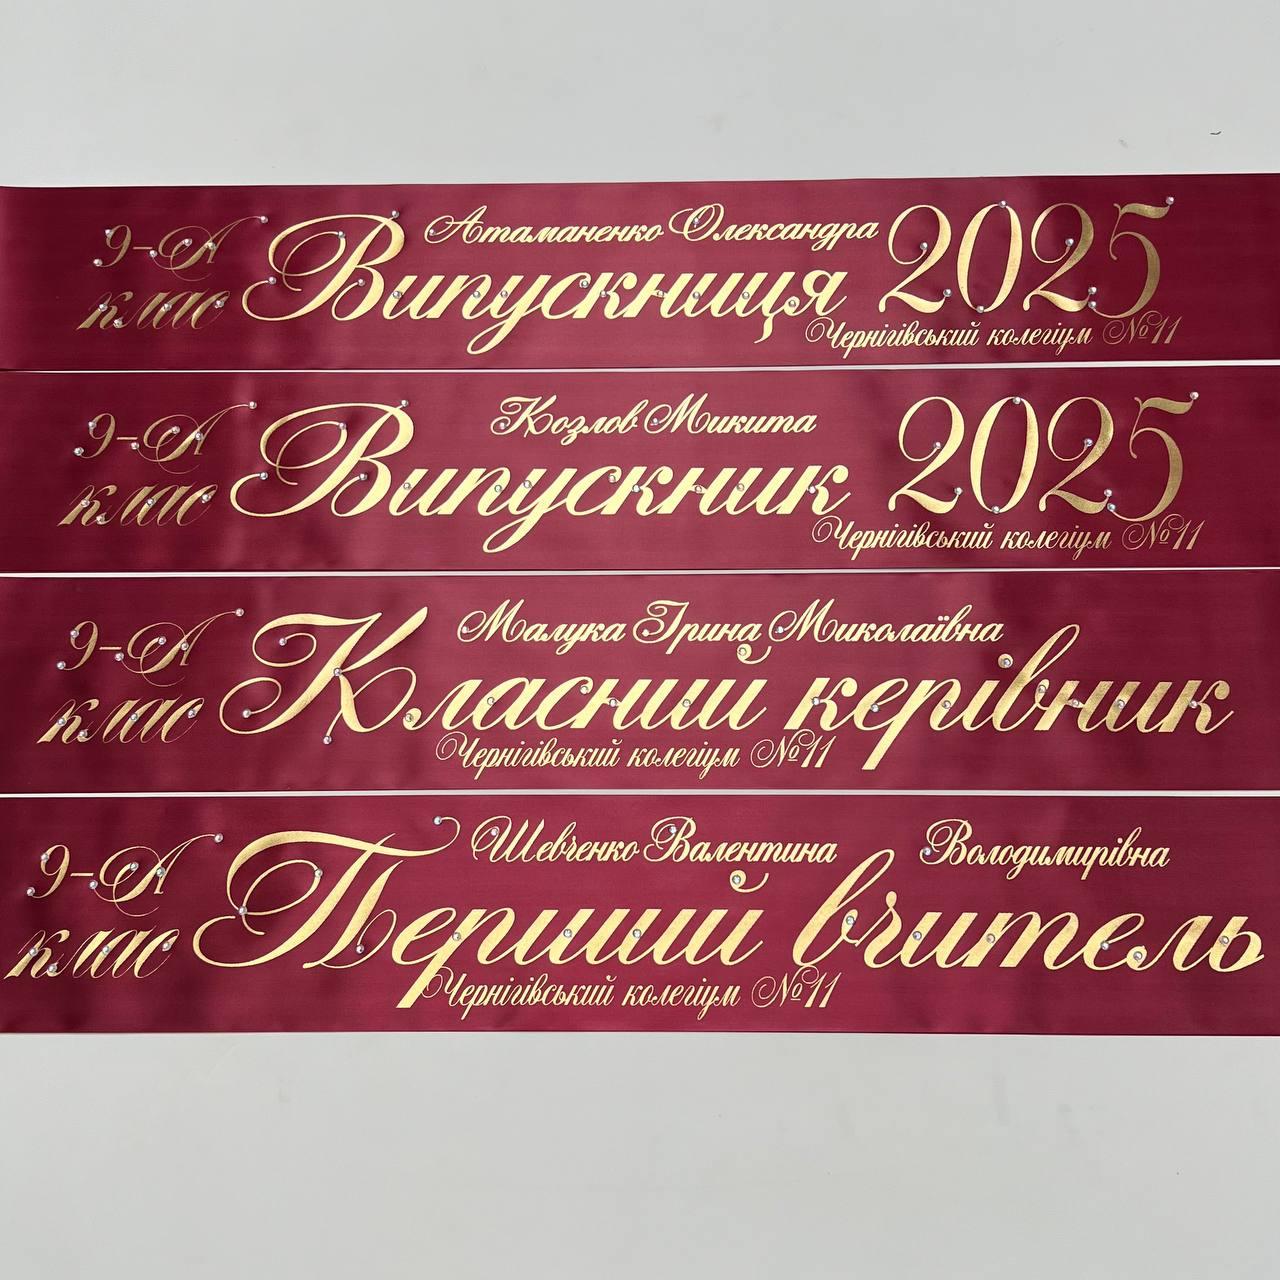 9-А клас
Атаманенко Олександра
Випускниця 2025
Чернігівський колегіум №11
9-А клас
Козлов Микита
Випускник 2025
Чернігівський колегіум №11
9-А клас
Малука Ірина Миколаївна
Класний керівник
Чернігівський колегіум №11
9-А клас
Шевченко Валентина Володимирівна
Перший вчитель
Чернігівський колегіум №11